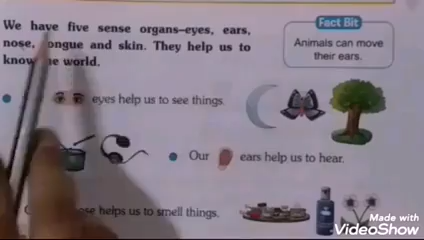 We have five sense organs–eyes, ears,
nose, tongue and skin. They help us to
know the world.
Fact Bit
Animals can move
their ears.
eyes help us to see things.
Our ears help us to hear.
helps us to smell things.
Made with
VideoShow